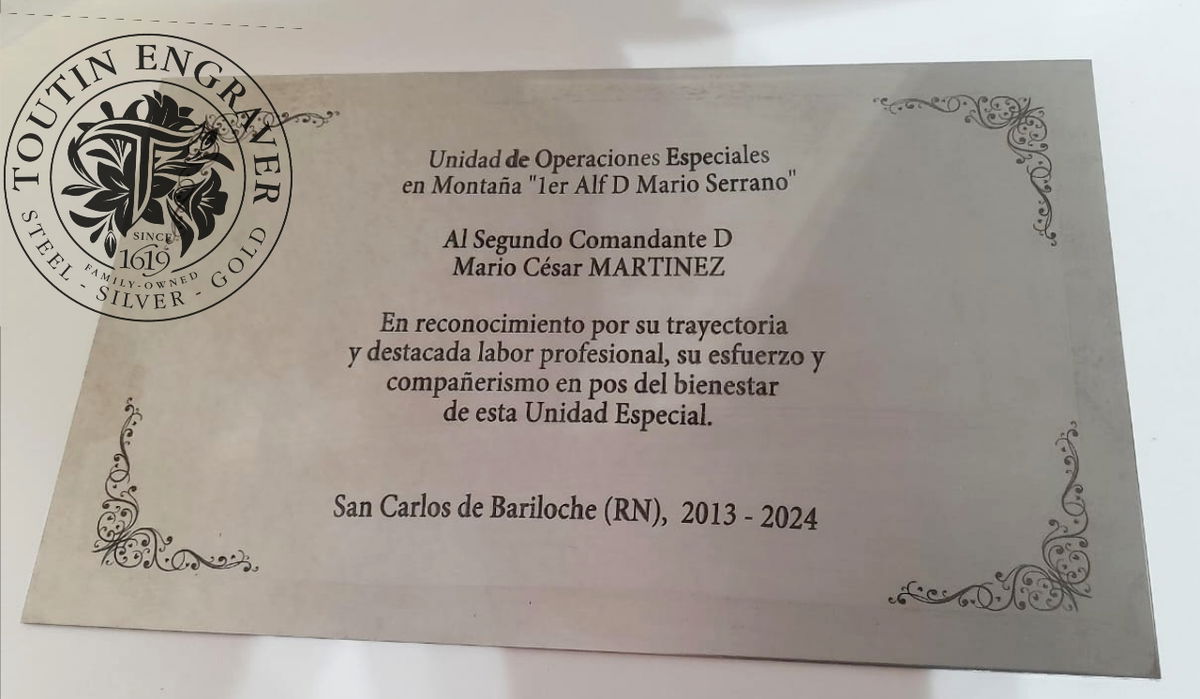 TOUTIN ENGRAVER
SINCE
1619
FAMILY-OWNED
STEEL - SILVER - GOLD
Unidad de Operaciones Especiales
en Montaña "1er Alf D Mario Serrano"
Al Segundo Comandante D
Mario César MARTINEZ
En reconocimiento por su trayectoria
y destacada labor profesional, su esfuerzo y
compañerismo en pos del bienestar
de esta Unidad Especial.
San Carlos de Bariloche (RN), 2013 - 2024